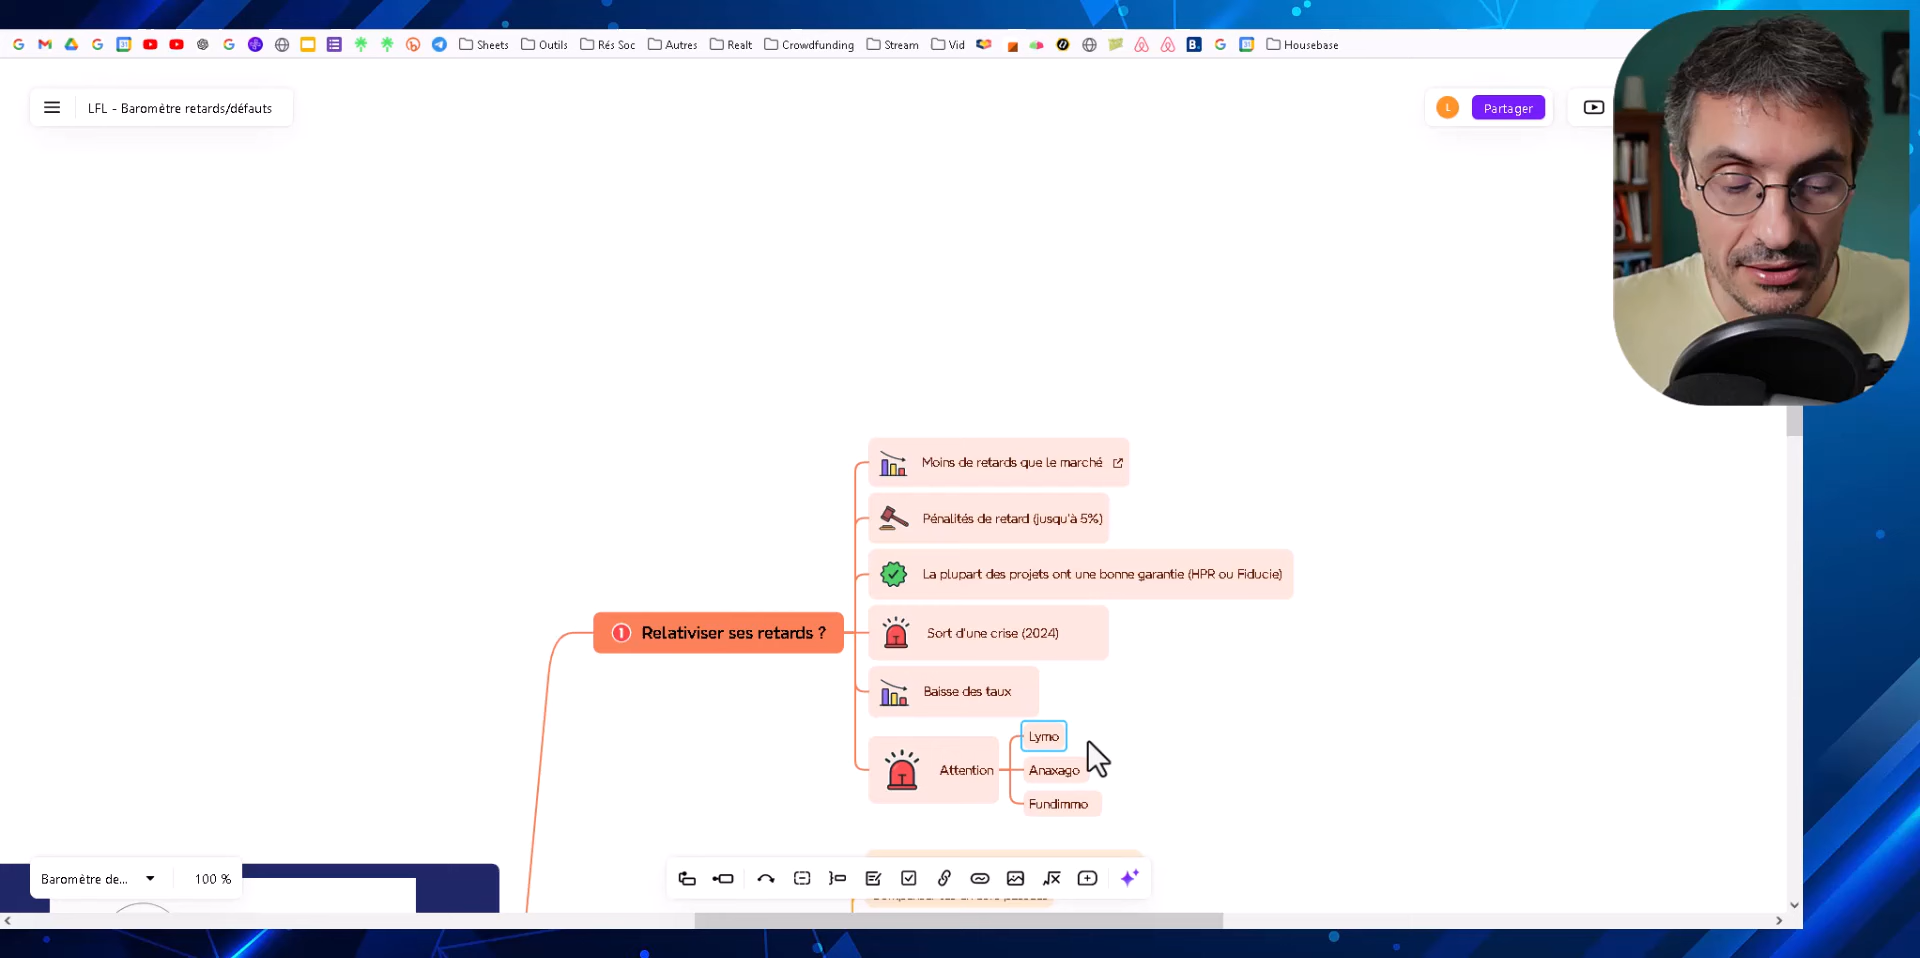 Sheets
Outils
Rés Soc
Autres
Realt
Crowdfunding
Stream
Vid
Housebase
LFL - Baromètre retards/défauts
L
Partager
Moins de retards que le marché
Pénalités de retard (jusqu'à 5%)
La plupart des projets ont une bonne garantie (HPR ou Fiducie)
1 Relativiser ses retards ?
Sort d'une crise (2024)
Baisse des taux
Lymo
Attention
Anaxago
Fundimmo
Baromètre de...
100 %